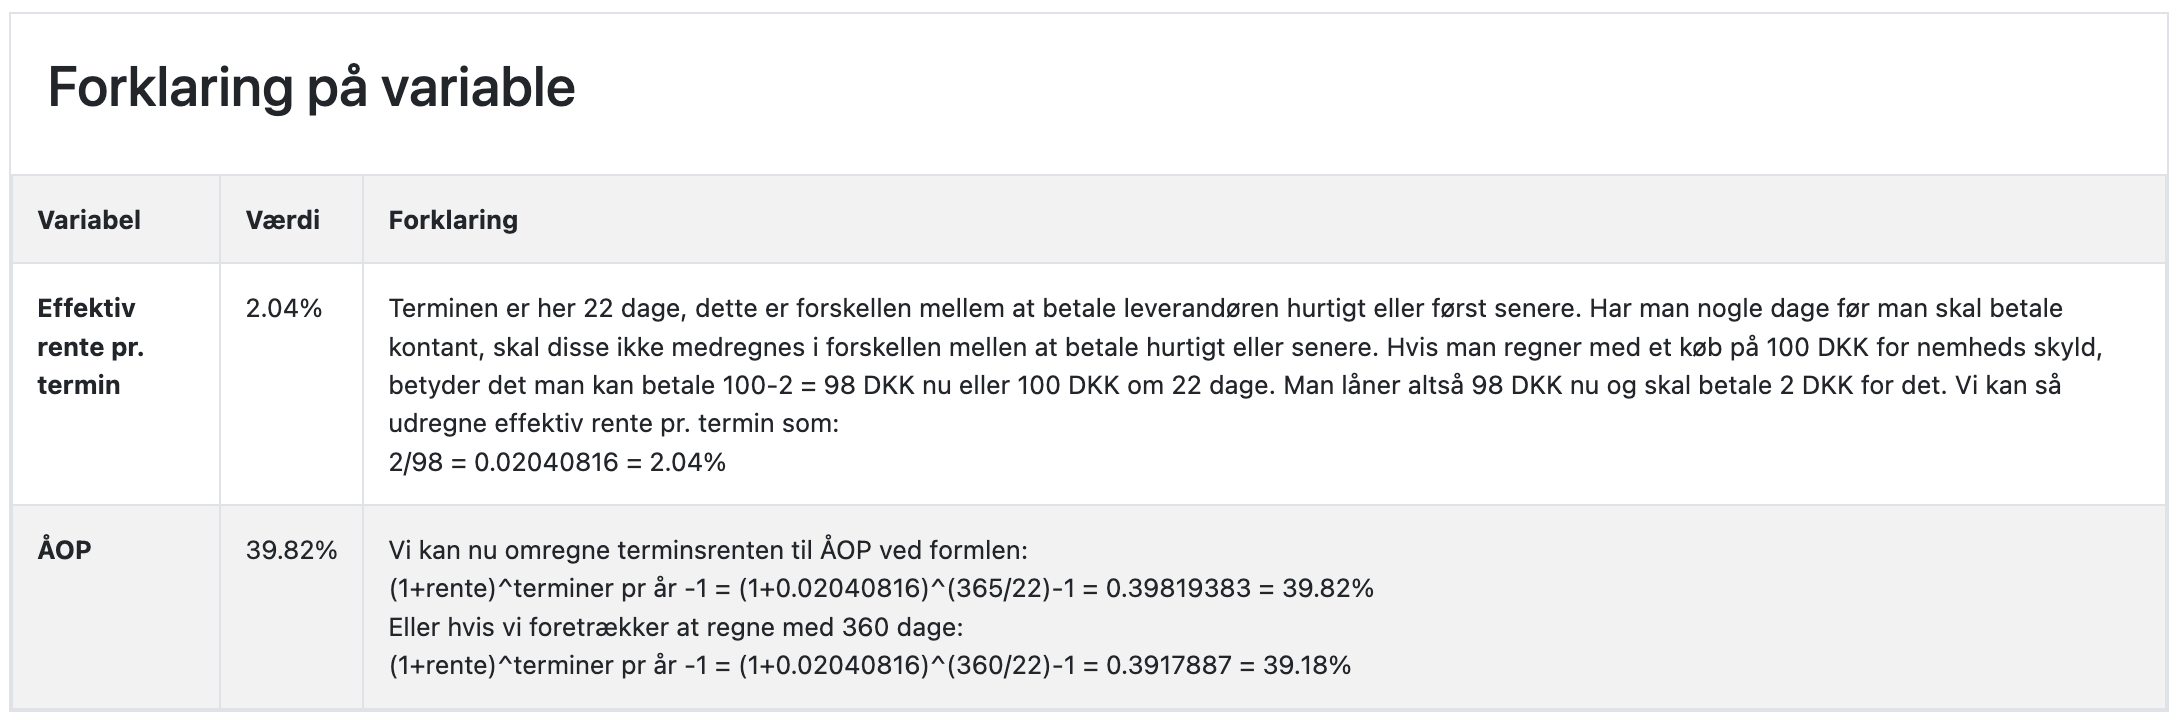 Forklaring på variable
Variabel Værdi Forklaring
Effektiv rente pr. termin
2.04%
Terminen er her 22 dage, dette er forskellen mellem at betale leverandøren hurtigt eller først senere. Har man nogle dage før man skal betale
kontant, skal disse ikke medregnes i forskellen mellen at betale hurtigt eller senere. Hvis man regner med et køb på 100 DKK for nemheds skyld,
betyder det man kan betale 100-2 = 98 DKK nu eller 100 DKK om 22 dage. Man låner altså 98 DKK nu og skal betale 2 DKK for det. Vi kan så
udregne effektiv rente pr. termin som:
2/98 = 0.02040816 = 2.04%
ÅOP
39.82%
Vi kan nu omregne terminsrenten til ÅOP ved formlen:
(1+rente)^terminer pr år -1 = (1+0.02040816)^(365/22)-1 = 0.39819383 = 39.82%
Eller hvis vi foretrækker at regne med 360 dage:
(1+rente)^terminer pr år -1 = (1+0.02040816)^(360/22)-1 = 0.3917887 = 39.18%